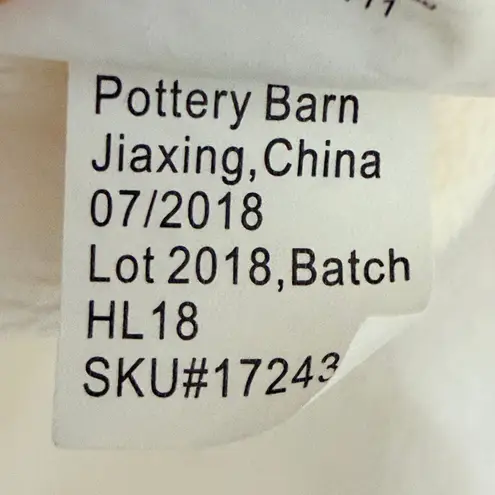 Pottery Barn
Jiaxing,China
07/2018
Lot 2018,Batch
HL18
SKU#17243